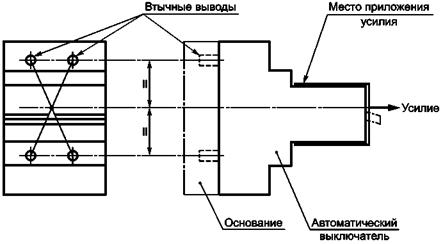 Втычные выводы
Место приложения
усилия
Усилие
=
=
Основание
Автоматический
выключатель